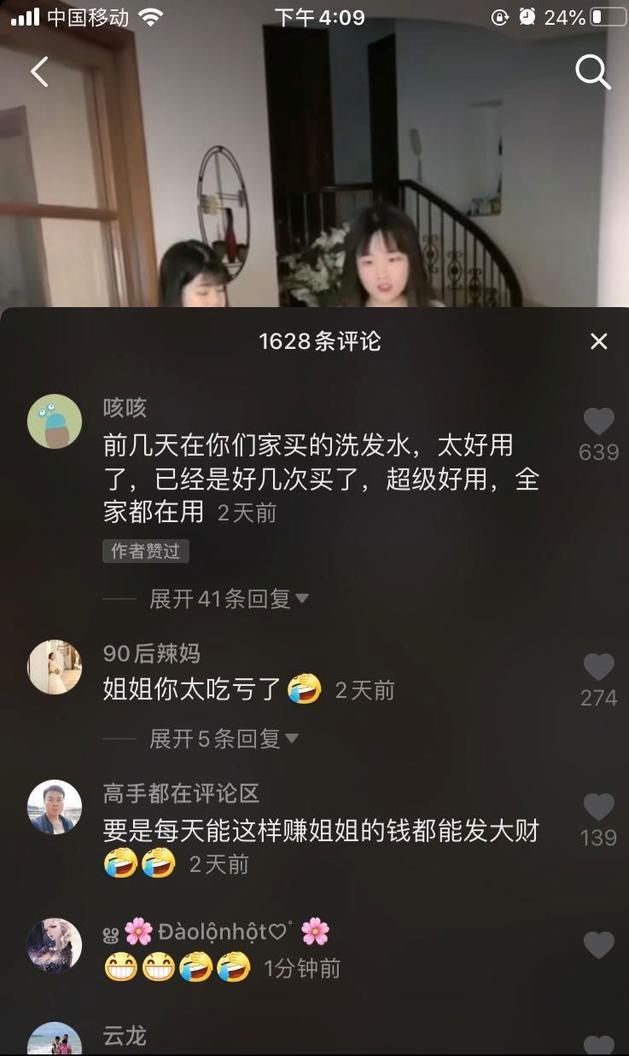 中国移动 下午4:09 24%
1628条评论
咳咳
前几天在你们家买的洗发水，太好用
了，已经是好几次买了，超级好用，全
家都在用 2天前
639
作者赞过
展开41条回复
90后辣妈
姐姐你太吃亏了🤣 2天前
274
展开5条回复
高手都在评论区
要是每天能这样赚姐姐的钱都能发大财
🤣🤣 2天前
139
🌸Đàolộnhột♡ 🌸
😁😁🤣🤣 1分钟前
云龙